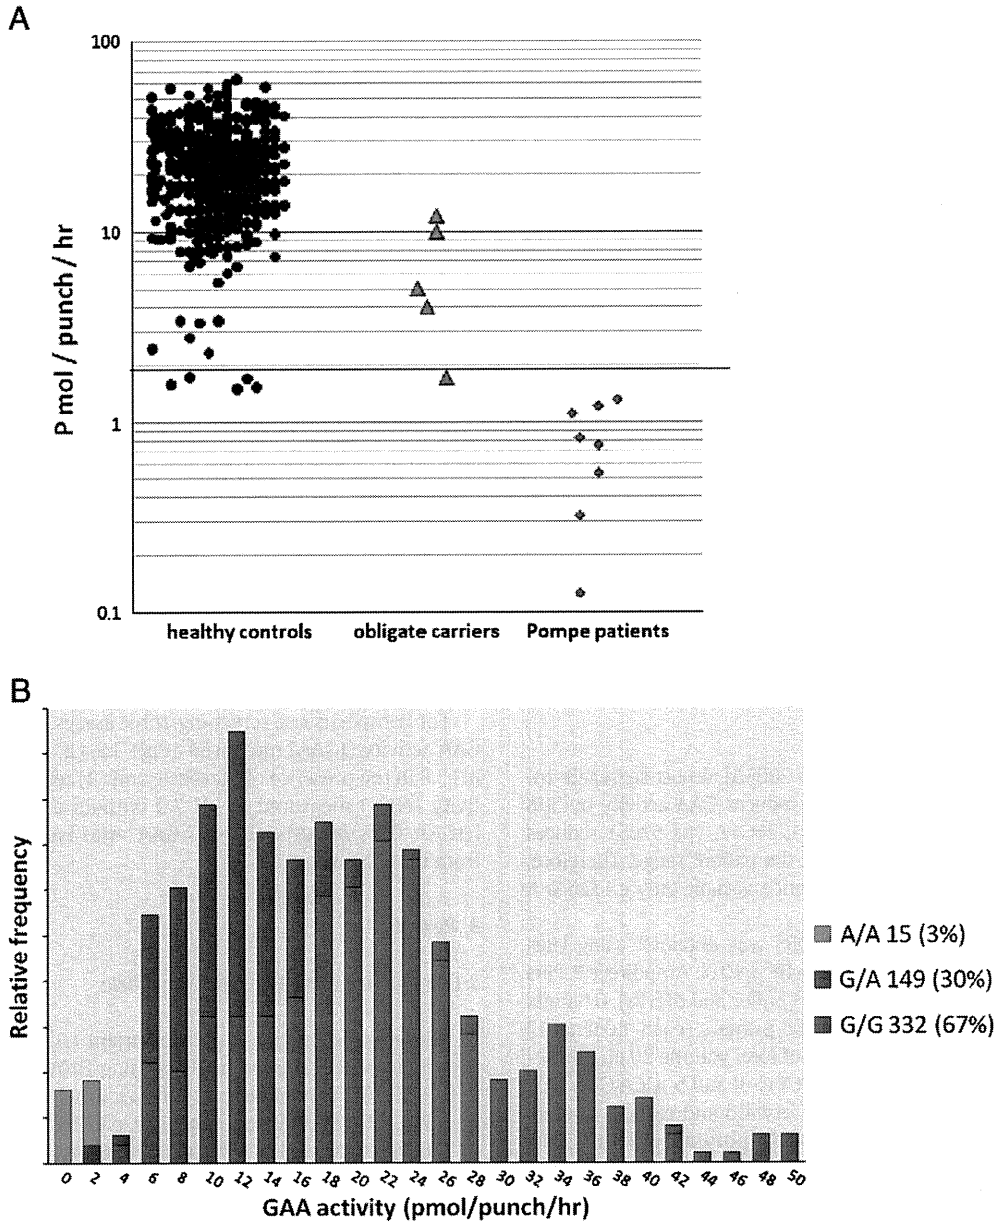 A
100
10
1
0.1
P mol / punch / hr
healthy controls
obligate carriers
Pompe patients
B
Relative frequency
0 2 4 6 8 10 12 14 16 18 20 22 24 26 28 30 32 34 36 38 40 42 44 46 48 50
GAA activity (pmol/punch/hr)
A/A 15 (3%)
G/A 149 (30%)
G/G 332 (67%)